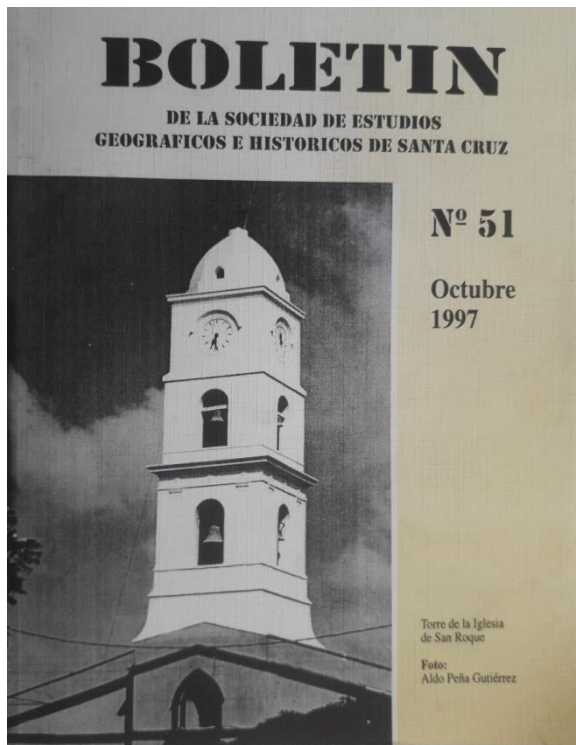 BOLETIN
DE LA SOCIEDAD DE ESTUDIOS
GEOGRAFICOS E HISTORICOS DE SANTA CRUZ
Nº 51
Octubre
1997
Torre de la Iglesia
de San Roque
Foto:
Aldo Peña Gutiérrez